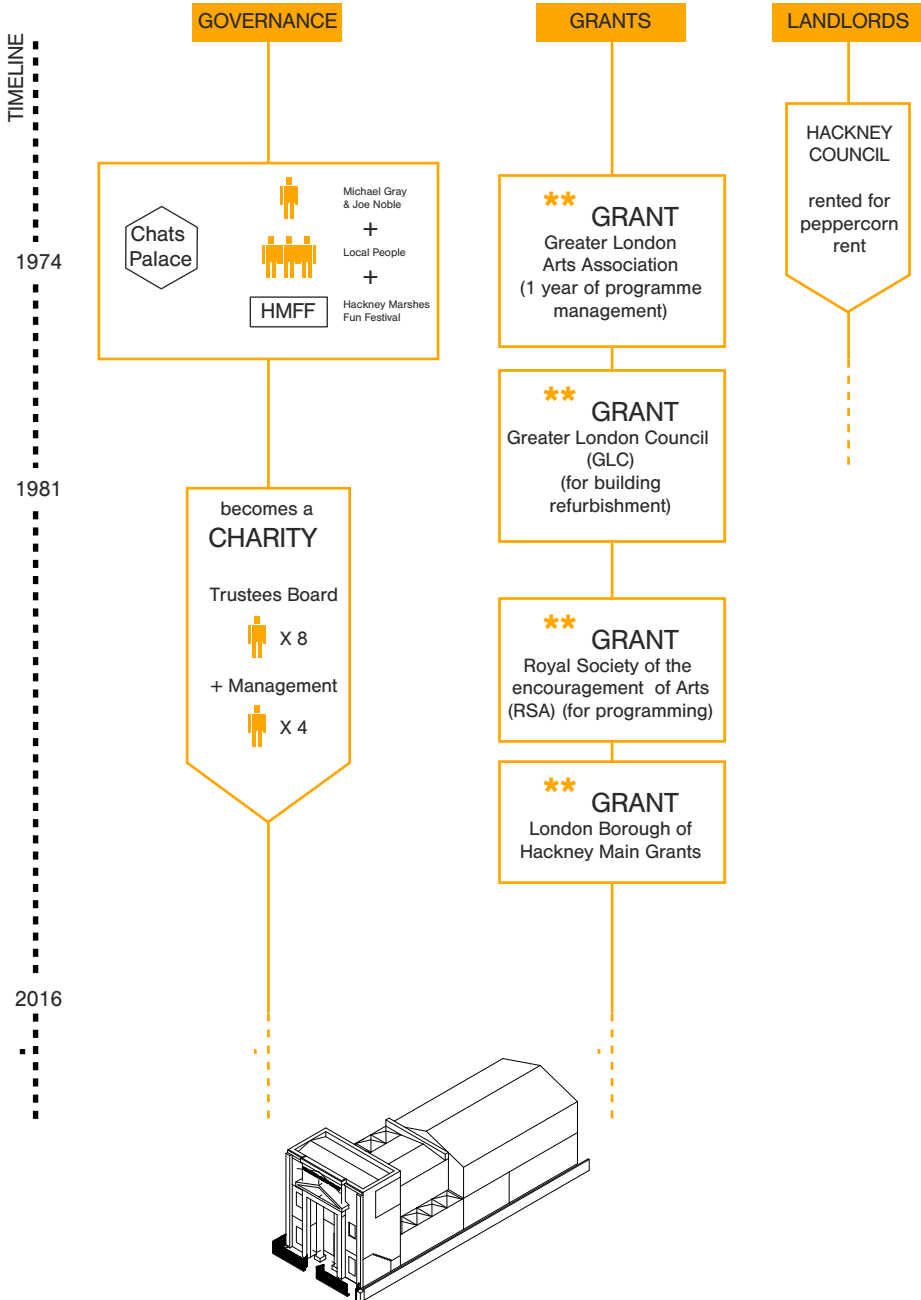 TIMELINE
GOVERNANCE
GRANTS
LANDLORDS
1974
1981
2016
Chats
Palace
Michael Gray
& Joe Noble
+
Local People
+
HMFF
Hackney Marshes
Fun Festival
becomes a
CHARITY
Trustees Board
X 8
+ Management
X 4
** GRANT
Greater London
Arts Association
(1 year of programme
management)
** GRANT
Greater London Council
(GLC)
(for building
refurbishment)
** GRANT
Royal Society of the
encouragement of Arts
(RSA) (for programming)
** GRANT
London Borough of
Hackney Main Grants
HACKNEY
COUNCIL
rented for
peppercorn
rent